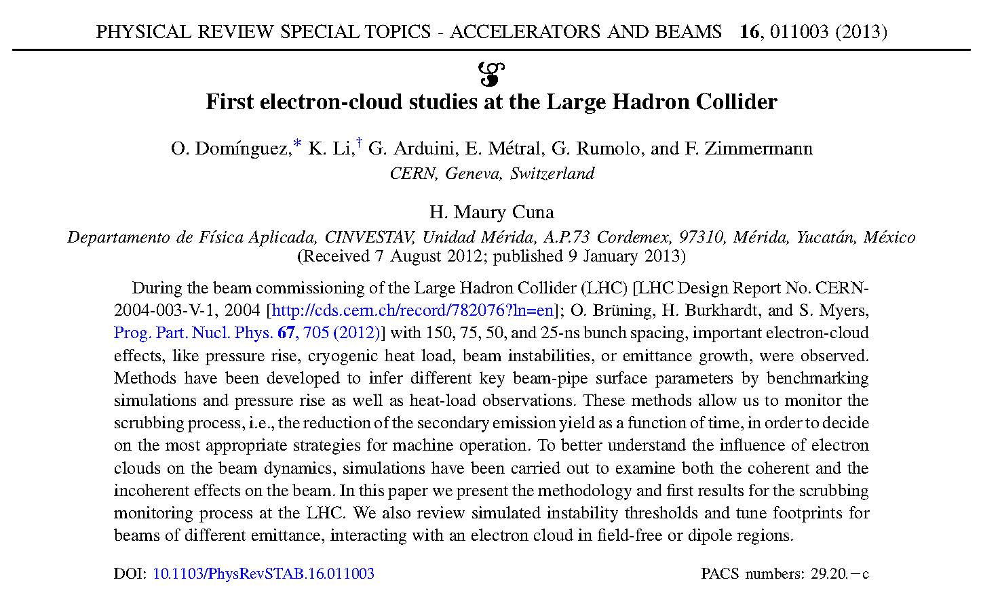 PHYSICAL REVIEW SPECIAL TOPICS - ACCELERATORS AND BEAMS 16, 011003 (2013)
First electron-cloud studies at the Large Hadron Collider
O. Domínguez,* K. Li,† G. Arduini, E. Métral, G. Rumolo, and F. Zimmermann
CERN, Geneva, Switzerland
H. Maury Cuna
Departamento de Física Aplicada, CINVESTAV, Unidad Mérida, A.P.73 Cordemex, 97310, Mérida, Yucatán, México
(Received 7 August 2012; published 9 January 2013)
During the beam commissioning of the Large Hadron Collider (LHC) [LHC Design Report No. CERN-
2004-003-V-1, 2004 [http://cds.cern.ch/record/782076?ln=en]; O. Brüning, H. Burkhardt, and S. Myers,
Prog. Part. Nucl. Phys. 67, 705 (2012)] with 150, 75, 50, and 25-ns bunch spacing, important electron-cloud
effects, like pressure rise, cryogenic heat load, beam instabilities, or emittance growth, were observed.
Methods have been developed to infer different key beam-pipe surface parameters by benchmarking
simulations and pressure rise as well as heat-load observations. These methods allow us to monitor the
scrubbing process, i.e., the reduction of the secondary emission yield as a function of time, in order to decide
on the most appropriate strategies for machine operation. To better understand the influence of electron
clouds on the beam dynamics, simulations have been carried out to examine both the coherent and the
incoherent effects on the beam. In this paper we present the methodology and first results for the scrubbing
monitoring process at the LHC. We also review simulated instability thresholds and tune footprints for
beams of different emittance, interacting with an electron cloud in field-free or dipole regions.
DOI: 10.1103/PhysRevSTAB.16.011003 PACS numbers: 29.20.−c